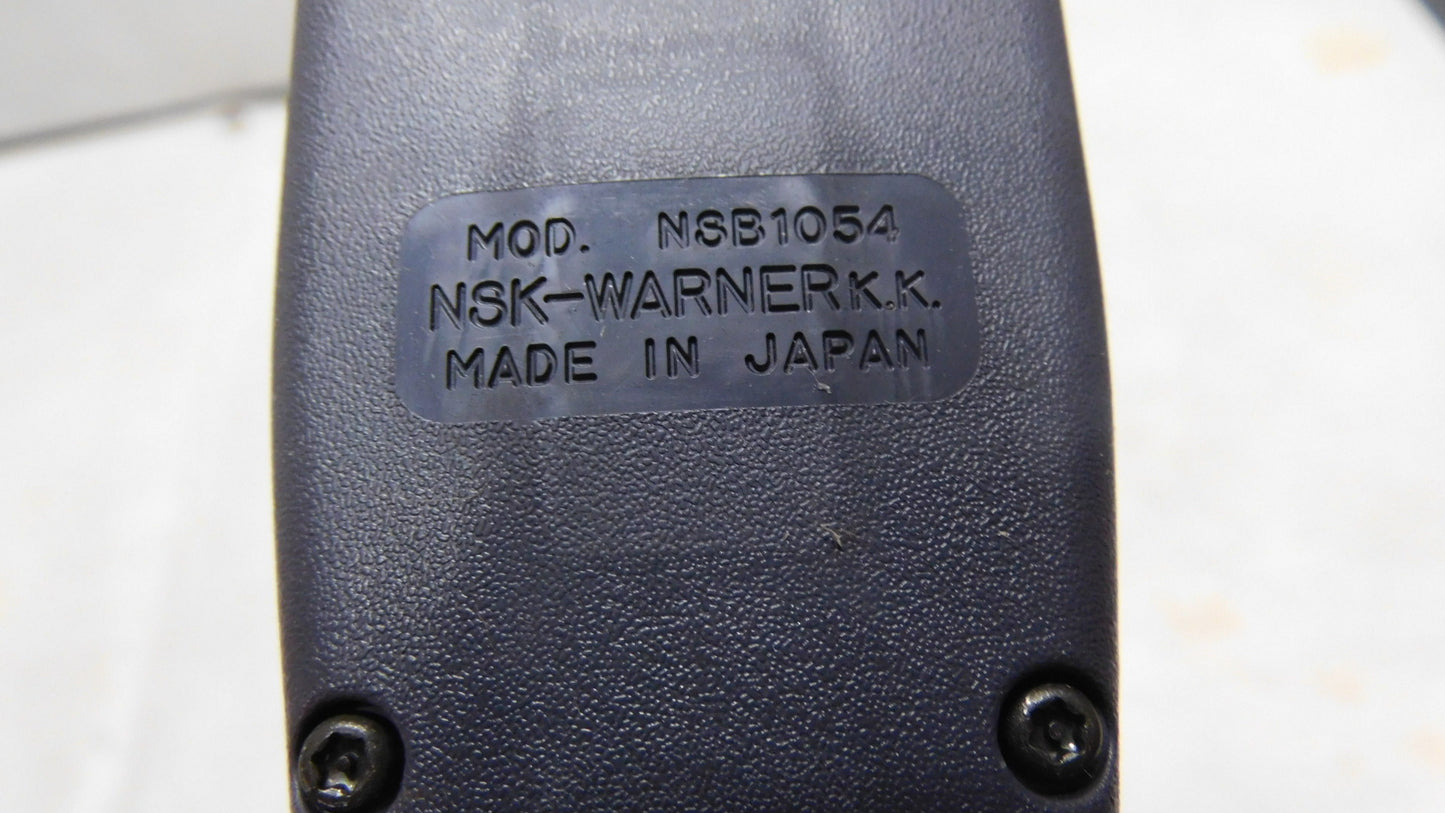 MOD. NSB1054
NSK-WARNER K.K.
MADE IN JAPAN